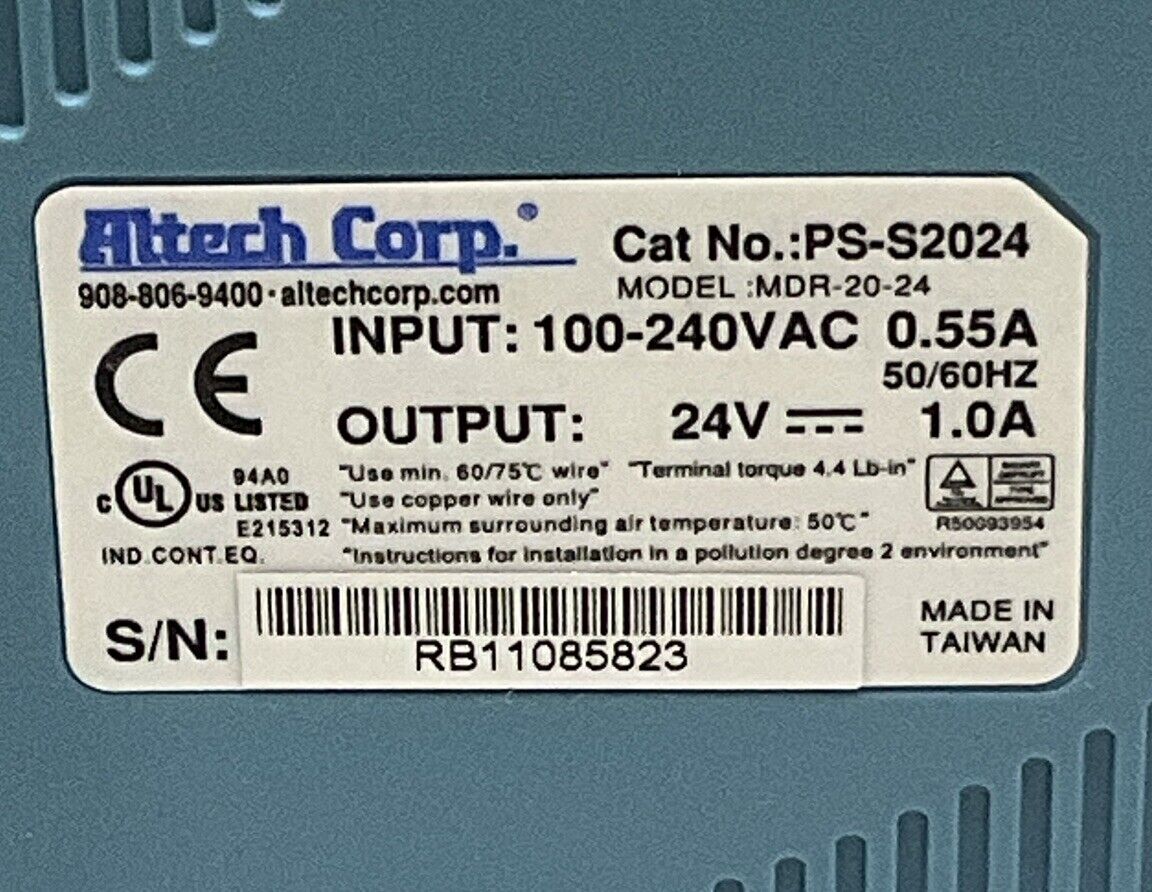 Altech Corp.®
908-806-9400·altechcorp.com
Cat No.:PS-S2024
MODEL :MDR-20-24
INPUT: 100-240VAC 0.55A
50/60HZ
OUTPUT: 24V 1.0A
CE
C UL US LISTED
94A0
E215312
IND.CONT.EQ.
"Use min. 60/75℃ wire" "Terminal torque 4.4 Lb-in"
"Use copper wire only"
"Maximum surrounding air temperature: 50℃"
"Instructions for installation in a pollution degree 2 environment"
R50093954
S/N:
RB11085823
MADE IN
TAIWAN